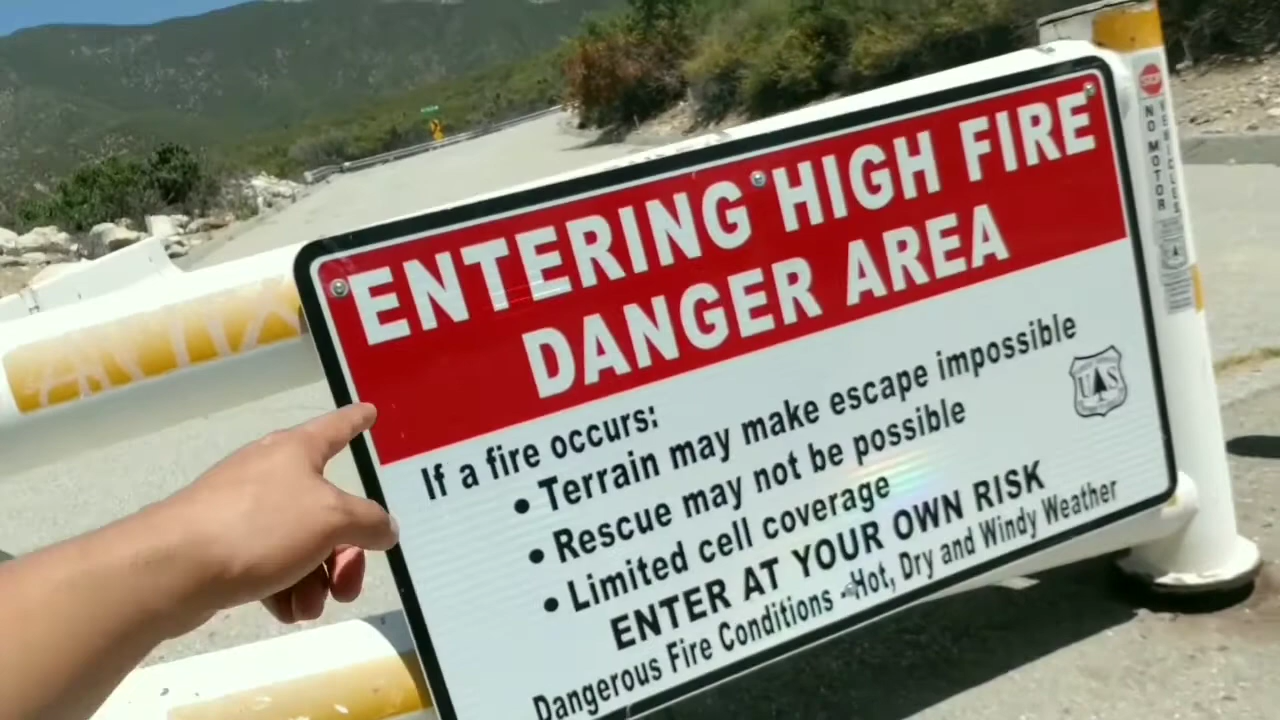 ENTERING HIGH FIRE
DANGER AREA
If a fire occurs:
• Terrain may make escape impossible
• Rescue may not be possible
• Limited cell coverage
ENTER AT YOUR OWN RISK
Dangerous Fire Conditions - Hot, Dry and Windy Weather
U S
STOP
NO MOTOR
VEHICLES